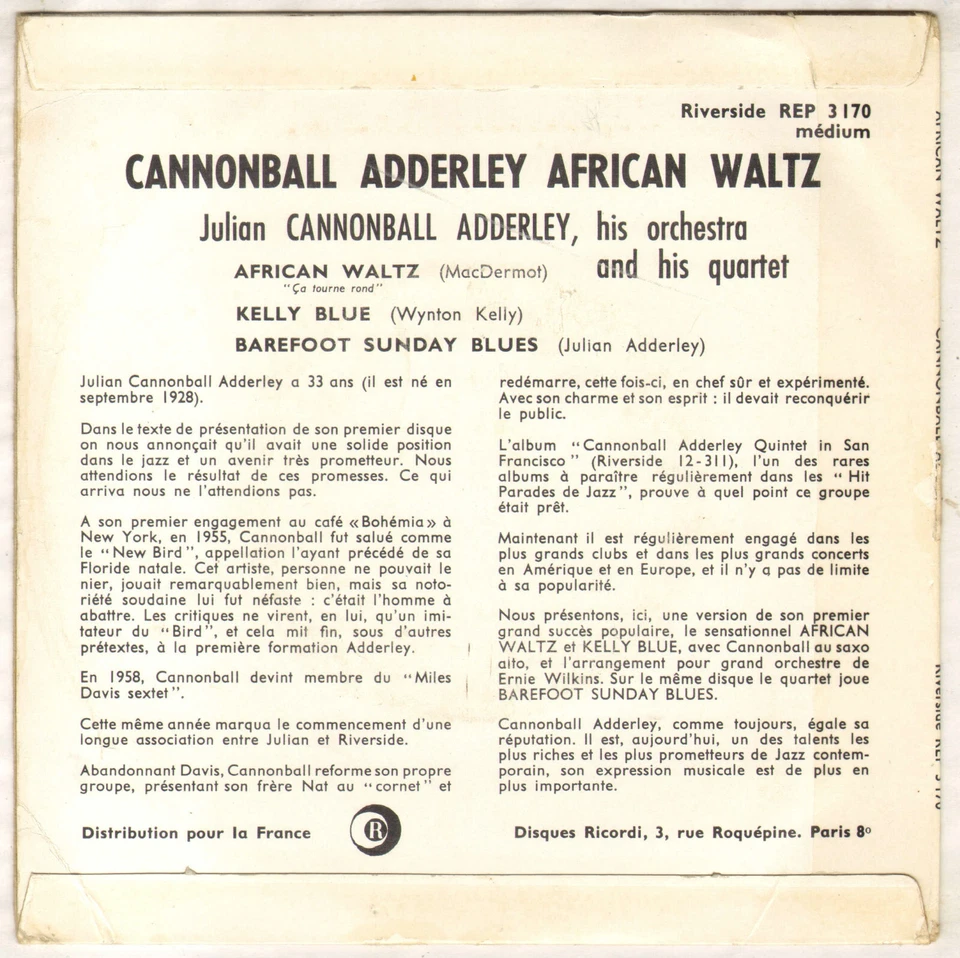 Riverside REP 3170
médium
CANNONBALL ADDERLEY AFRICAN WALTZ
Julian CANNONBALL ADDERLEY, his orchestra
and his quartet
AFRICAN WALTZ (MacDermot)
"Ça tourne rond"
KELLY BLUE (Wynton Kelly)
BAREFOOT SUNDAY BLUES (Julian Adderley)
Julian Cannonball Adderley a 33 ans (il est né en
septembre 1928).
Dans le texte de présentation de son premier disque
on nous annonçait qu'il avait une solide position
dans le jazz et un avenir très prometteur. Nous
attendions le résultat de ces promesses. Ce qui
arriva nous ne l'attendions pas.
A son premier engagement au café «Bohémia» à
New York, en 1955, Cannonball fut salué comme
le "New Bird", appellation l'ayant précédé de sa
Floride natale. Cet artiste, personne ne pouvait le
nier, jouait remarquablement bien, mais sa noto-
riété soudaine lui fut néfaste : c'était l'homme à
abattre. Les critiques ne virent, en lui, qu'un imi-
tateur du "Bird", et cela mit fin, sous d'autres
prétextes, à la première formation Adderley.
En 1958, Cannonball devint membre du "Miles
Davis sextet".
Cette même année marqua le commencement d'une
longue association entre Julian et Riverside.
Abandonnant Davis, Cannonball reforme son propre
groupe, présentant son frère Nat au "cornet" et
redémarre, cette fois-ci, en chef sûr et expérimenté.
Avec son charme et son esprit : il devait reconquérir
le public.
L'album "Cannonball Adderley Quintet in San
Francisco" (Riverside 12-311), l'un des rares
albums à paraître régulièrement dans les "Hit
Parades de Jazz", prouve à quel point ce groupe
était prêt.
Maintenant il est régulièrement engagé dans les
plus grands clubs et dans les plus grands concerts
en Amérique et en Europe, et il n'y a pas de limite
à sa popularité.
Nous présentons, ici, une version de son premier
grand succès populaire, le sensationnel AFRICAN
WALTZ et KELLY BLUE, avec Cannonball au saxo
alto, et l'arrangement pour grand orchestre de
Ernie Wilkins. Sur le même disque le quartet joue
BAREFOOT SUNDAY BLUES.
Cannonball Adderley, comme toujours, égale sa
réputation. Il est, aujourd'hui, un des talents les
plus riches et les plus prometteurs de Jazz contem-
porain, son expression musicale est de plus en
plus importante.
Distribution pour la France
R
Disques Ricordi, 3, rue Roquépine. Paris 8º
AFRICAN WALTZ